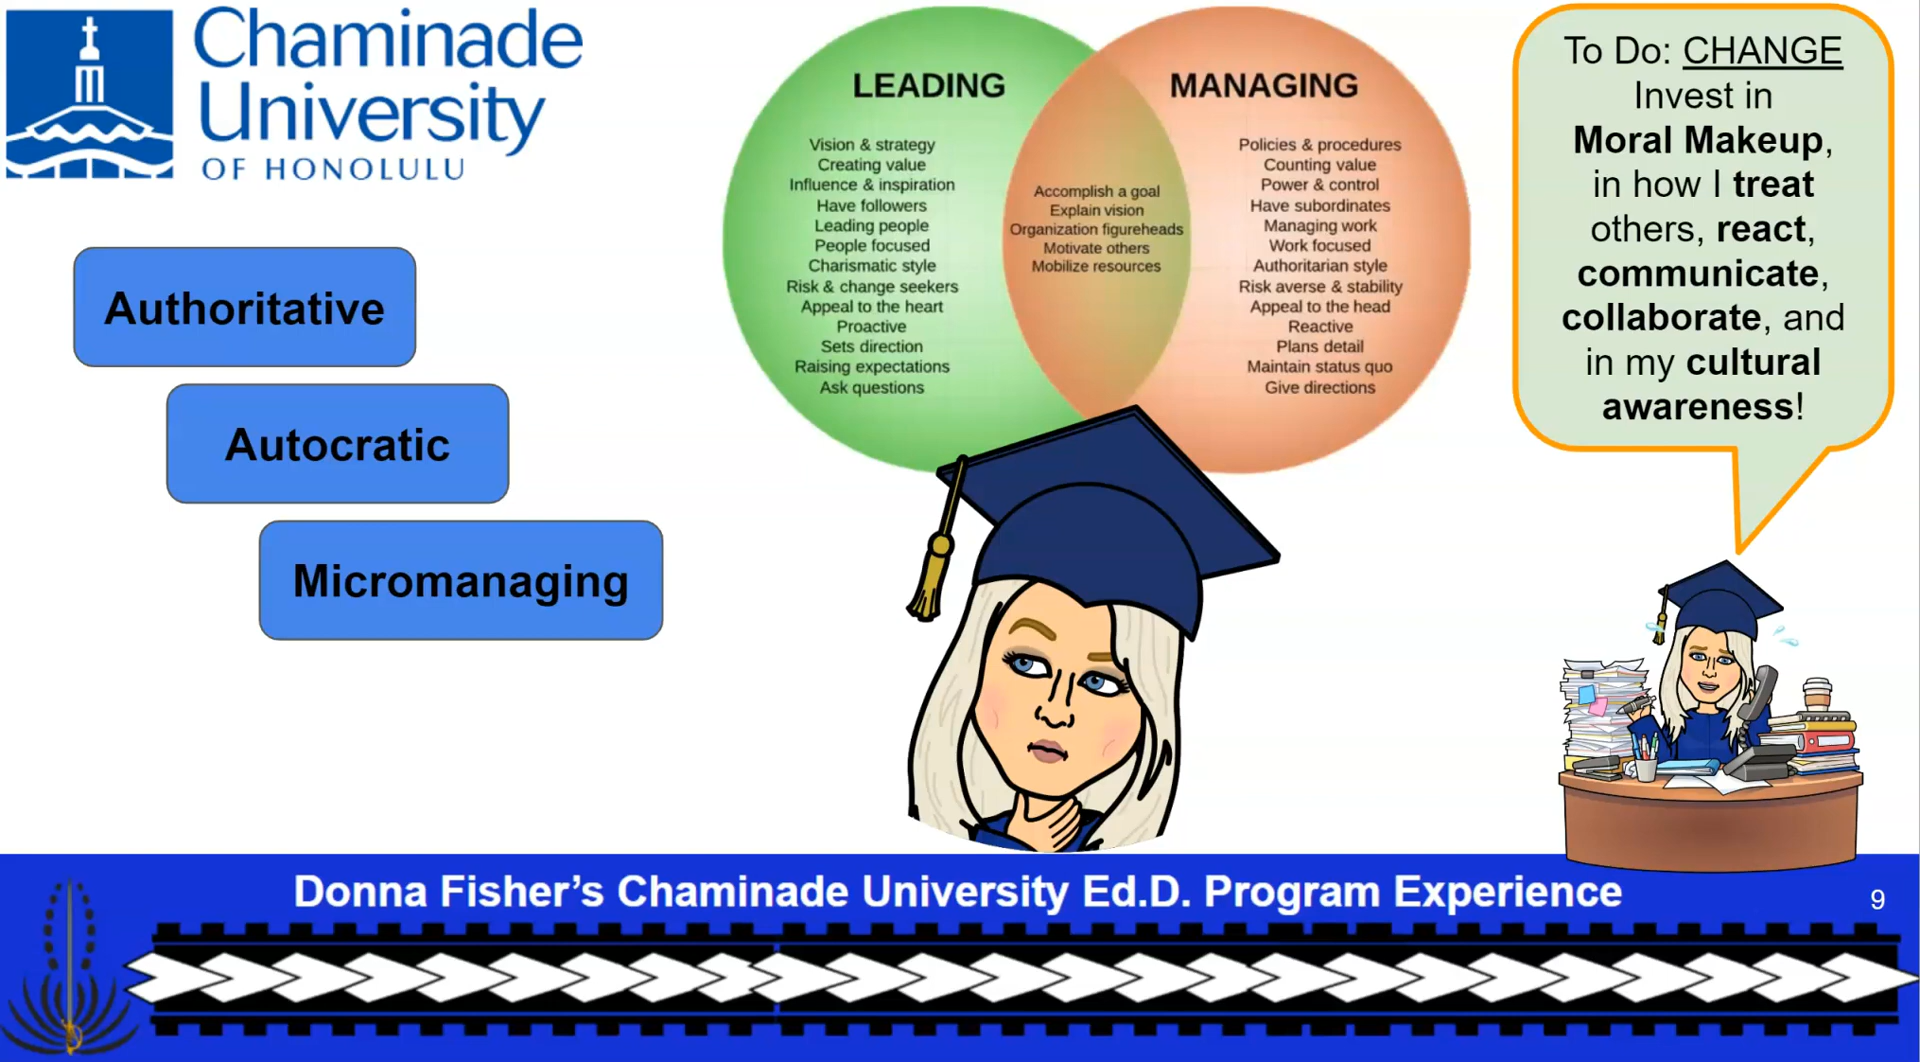 Chaminade
University
OF HONOLULU
Authoritative
Autocratic
Micromanaging
LEADING
Vision & strategy
Creating value
Influence & inspiration
Have followers
Leading people
People focused
Charismatic style
Risk & change seekers
Appeal to the heart
Proactive
Sets direction
Raising expectations
Ask questions
Accomplish a goal
Explain vision
Organization figureheads
Motivate others
Mobilize resources
MANAGING
Policies & procedures
Counting value
Power & control
Have subordinates
Managing work
Work focused
Authoritarian style
Risk averse & stability
Appeal to the head
Reactive
Plans detail
Maintain status quo
Give directions
To Do: CHANGE
Invest in
Moral Makeup,
in how I treat
others, react,
communicate,
collaborate, and
in my cultural
awareness!
Donna Fisher’s Chaminade University Ed.D. Program Experience
9